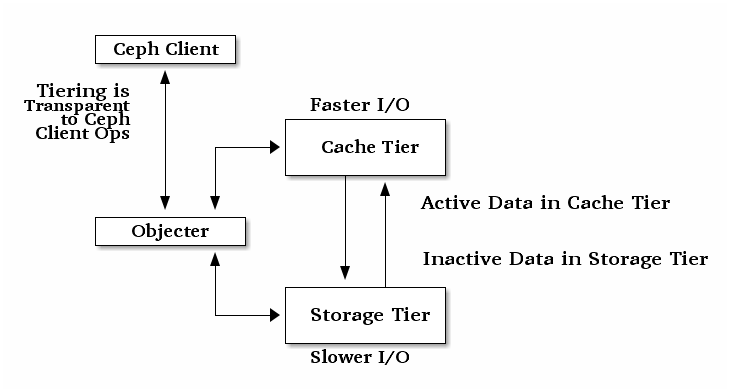 Ceph Client
Tiering is
Transparent
to Ceph
Client Ops
Faster I/O
Cache Tier
Active Data in Cache Tier
Objecter
Inactive Data in Storage Tier
Storage Tier
Slower I/O